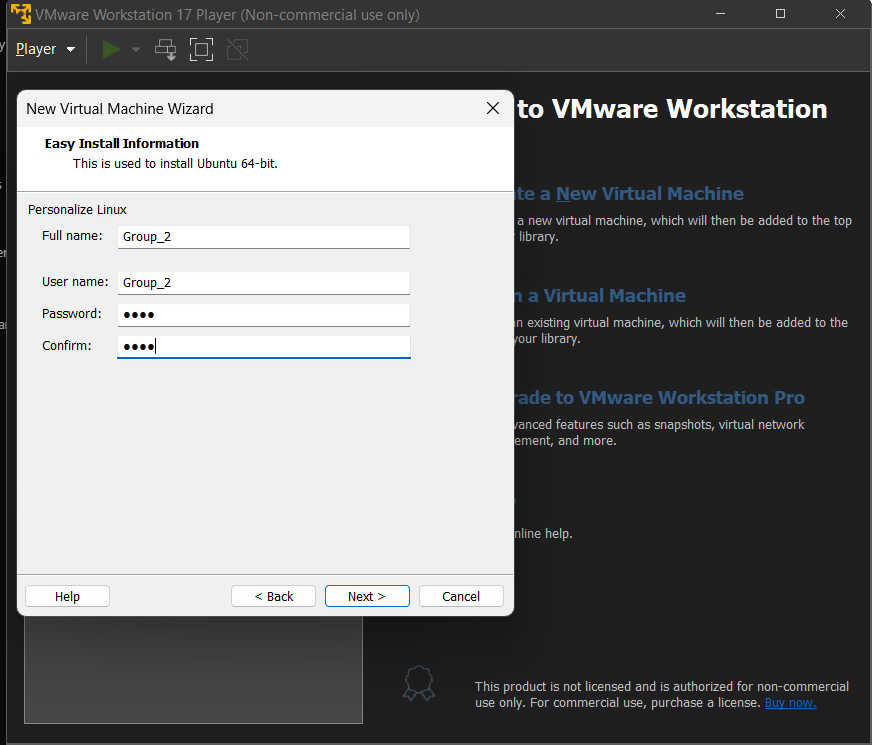 VMware Workstation 17 Player (Non-commercial use only)
Player
New Virtual Machine Wizard
to VMware Workstation
Easy Install Information
This is used to install Ubuntu 64-bit.
te a New Virtual Machine
a new virtual machine, which will then be added to the top
library.
Personalize Linux
Full name: Group_2
User name: Group_2
Password: ●●●●
Confirm: ●●●●
n a Virtual Machine
n existing virtual machine, which will then be added to the
your library.
rade to VMware Workstation Pro
vanced features such as snapshots, virtual network
ement, and more.
nline help.
Help
< Back
Next >
Cancel
This product is not licensed and is authorized for non-commercial
use only. For commercial use, purchase a license. Buy now.